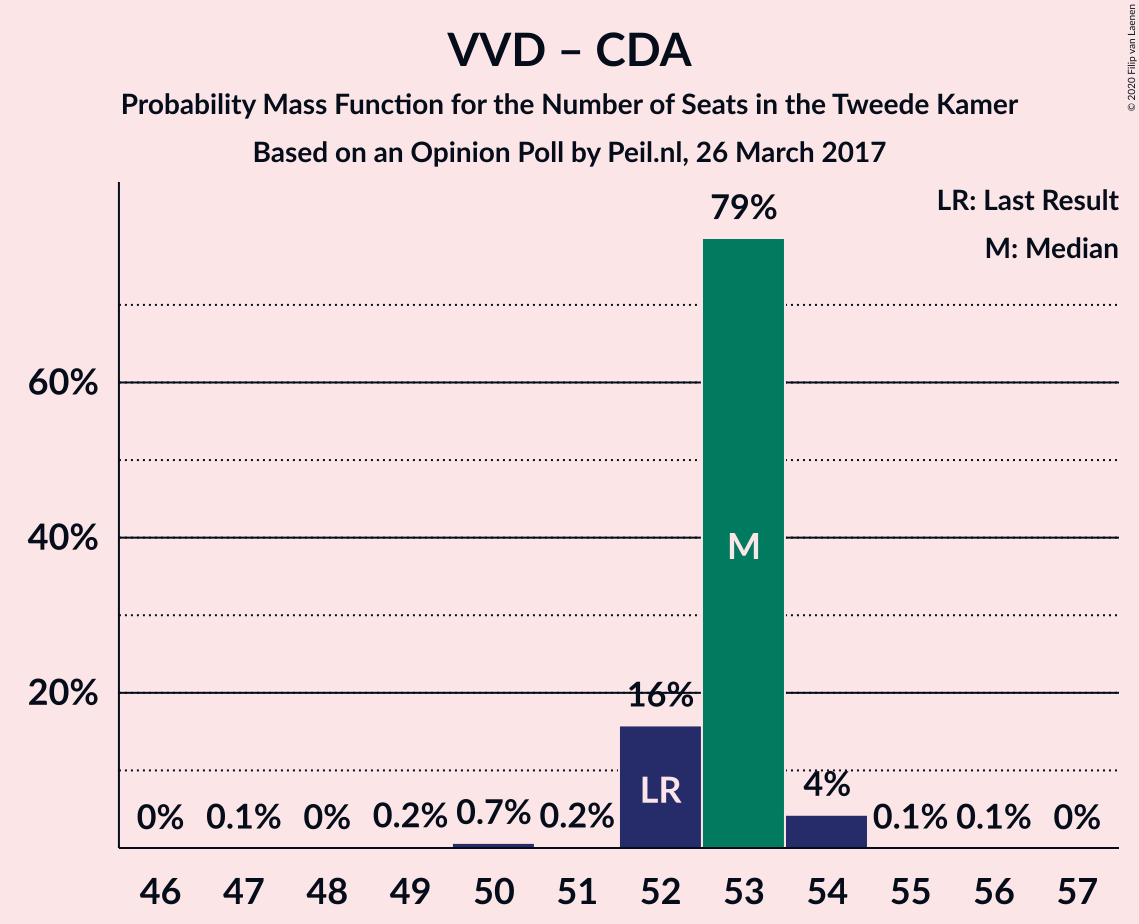 VVD – CDA
Probability Mass Function for the Number of Seats in the Tweede Kamer
Based on an Opinion Poll by Peil.nl, 26 March 2017
© 2020 Filip van Laenen
LR: Last Result
M: Median
79%
60%
M
40%
20%
16%
LR
4%
0% 0.1% 0% 0.2% 0.7% 0.2% 0.1% 0.1% 0%
46 47 48 49 50 51 52 53 54 55 56 57